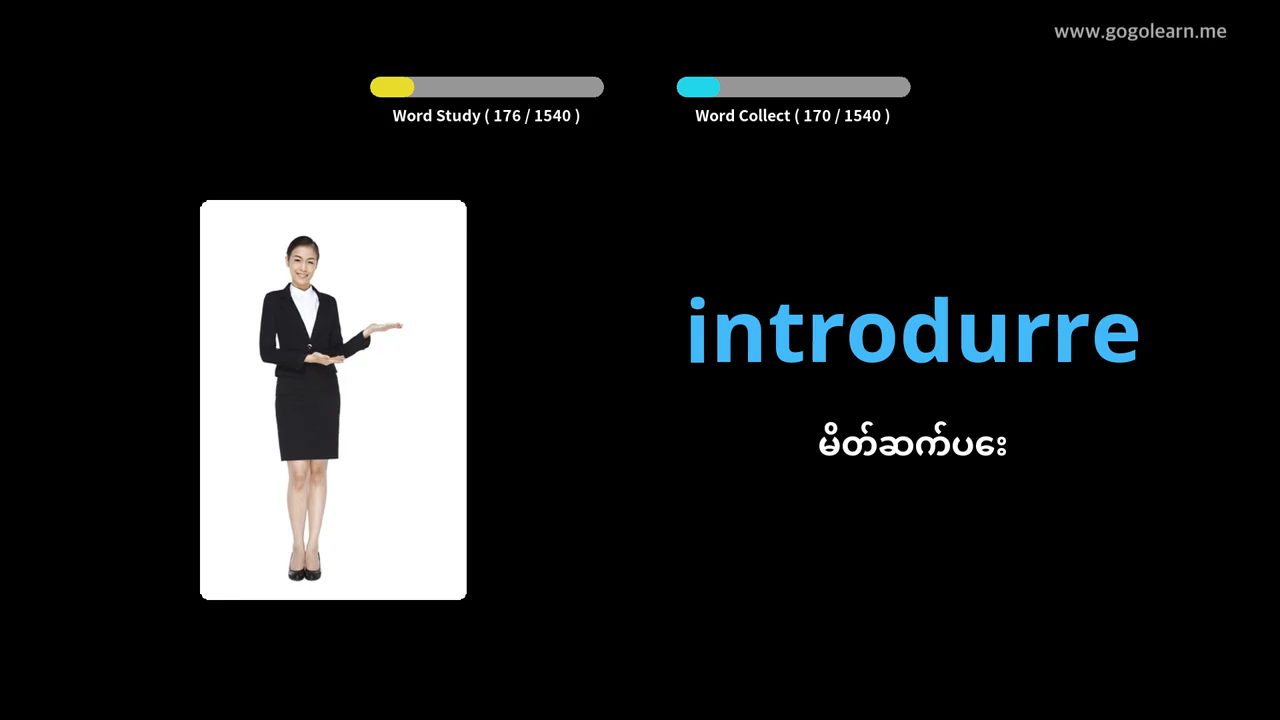 www.gogolearn.me
Word Study ( 176 / 1540 )
Word Collect ( 170 / 1540 )
introdurre
မိတ်ဆက်ပေး